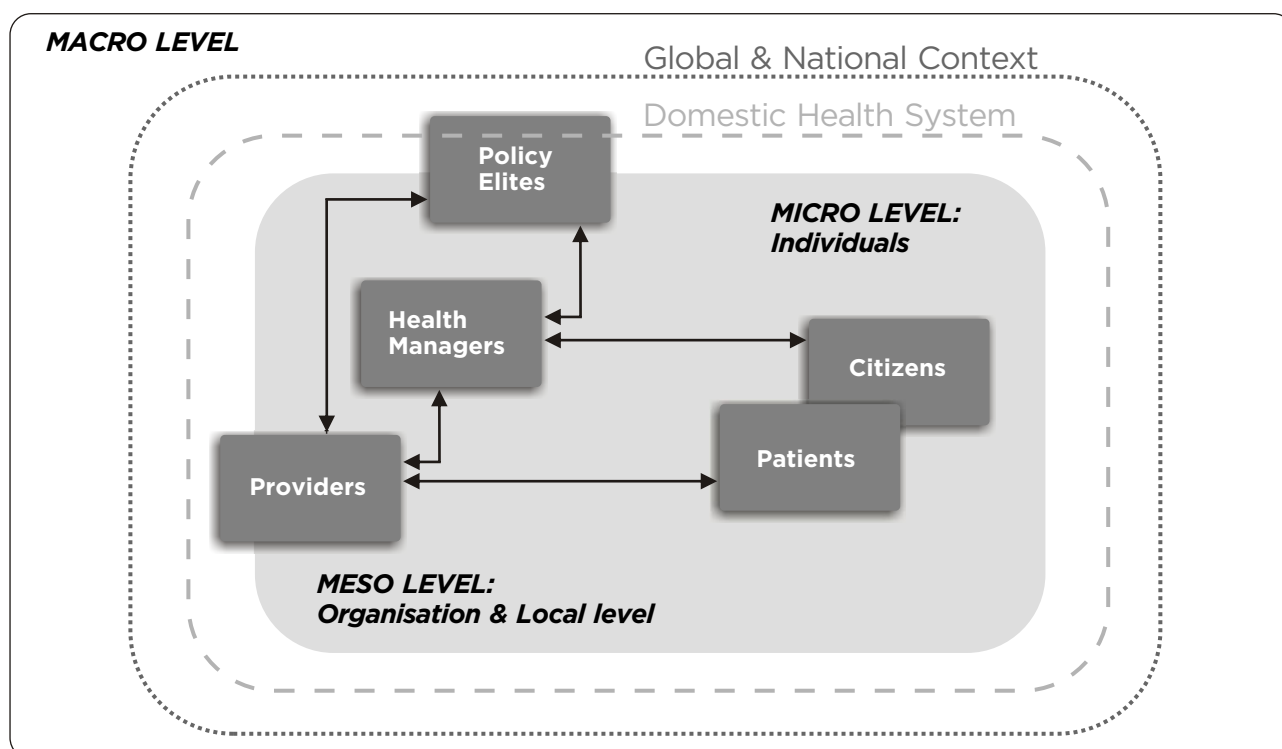 MACRO LEVEL
Global & National Context
Domestic Health System
Policy
Elites
MICRO LEVEL:
Individuals
Health
Managers
Citizens
Patients
Providers
MESO LEVEL:
Organisation & Local level